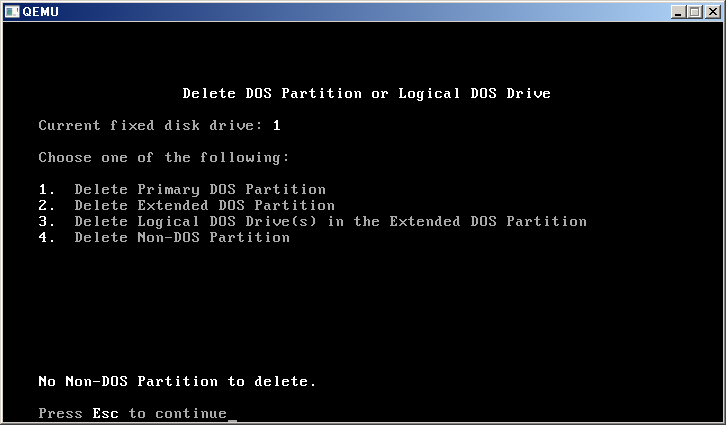 QEMU
Delete DOS Partition or Logical DOS Drive
Current fixed disk drive: 1
Choose one of the following:
1. Delete Primary DOS Partition
2. Delete Extended DOS Partition
3. Delete Logical DOS Drive(s) in the Extended DOS Partition
4. Delete Non-DOS Partition
No Non-DOS Partition to delete.
Press Esc to continue_